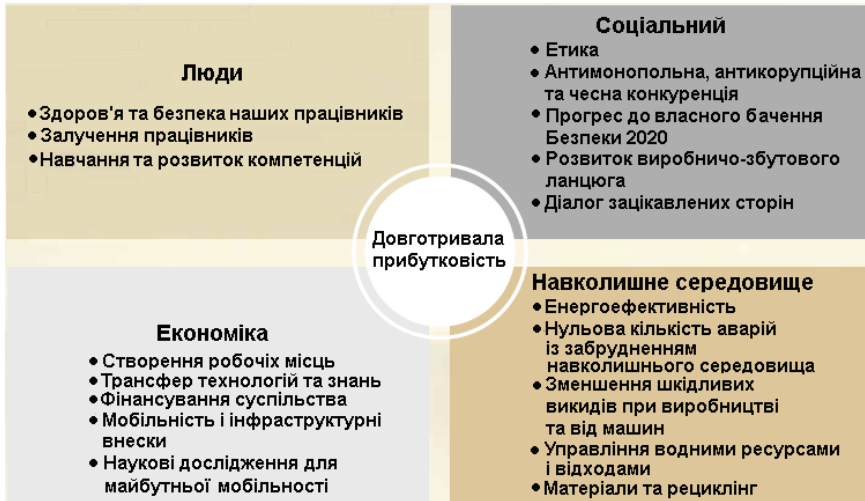 Люди
• Здоров'я та безпека наших працівників
• Залучення працівників
• Навчання та розвиток компетенцій
Соціальний
• Етика
• Антимонопольна, антикорупційна
та чесна конкуренція
• Прогрес до власного бачення
Безпеки 2020
• Розвиток виробничо-збутового
ланцюга
• Діалог зацікавлених сторін
Довготривала
прибутковість
Економіка
• Створення робочіх місць
• Трансфер технологій та знань
• Фінансування суспільства
• Мобільність і інфраструктурні
внески
• Наукові дослідження для
майбутньої мобільності
Навколишнє середовище
• Енергоефективність
• Нульова кількість аварій
із забрудненням
навколишнього середовища
• Зменшення шкідливих
викидів при виробництві
та від машин
• Управління водними ресурсами
і відходами
• Матеріали та рециклінг